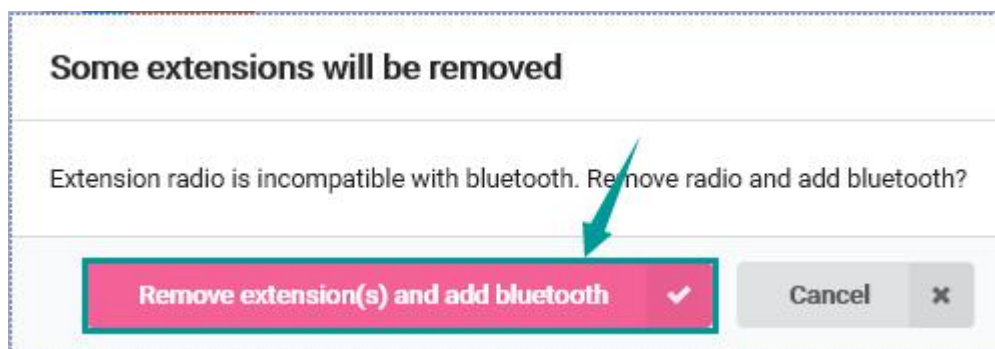 Some extensions will be removed
Extension radio is incompatible with bluetooth. Remove radio and add bluetooth?
Remove extension(s) and add bluetooth
Cancel